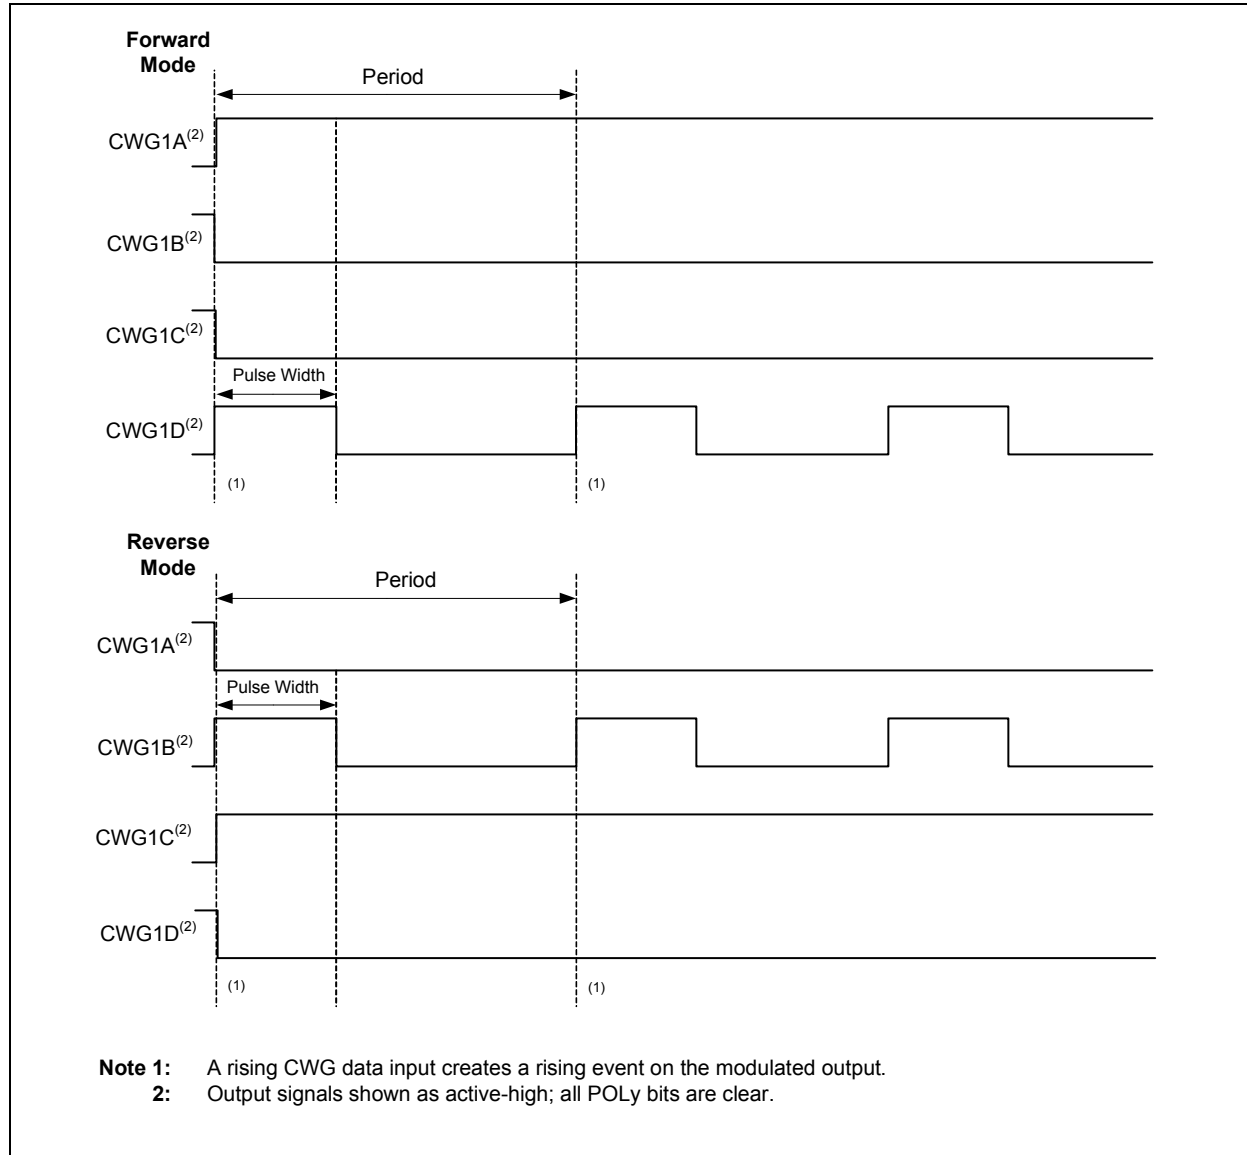 Forward
Mode
Period
CWG1A(2)
CWG1B(2)
CWG1C(2)
Pulse Width
CWG1D(2)
(1) (1)
Reverse
Mode
Period
CWG1A(2)
Pulse Width
CWG1B(2)
CWG1C(2)
CWG1D(2)
(1) (1)
Note 1: A rising CWG data input creates a rising event on the modulated output.
2: Output signals shown as active-high; all POLy bits are clear.